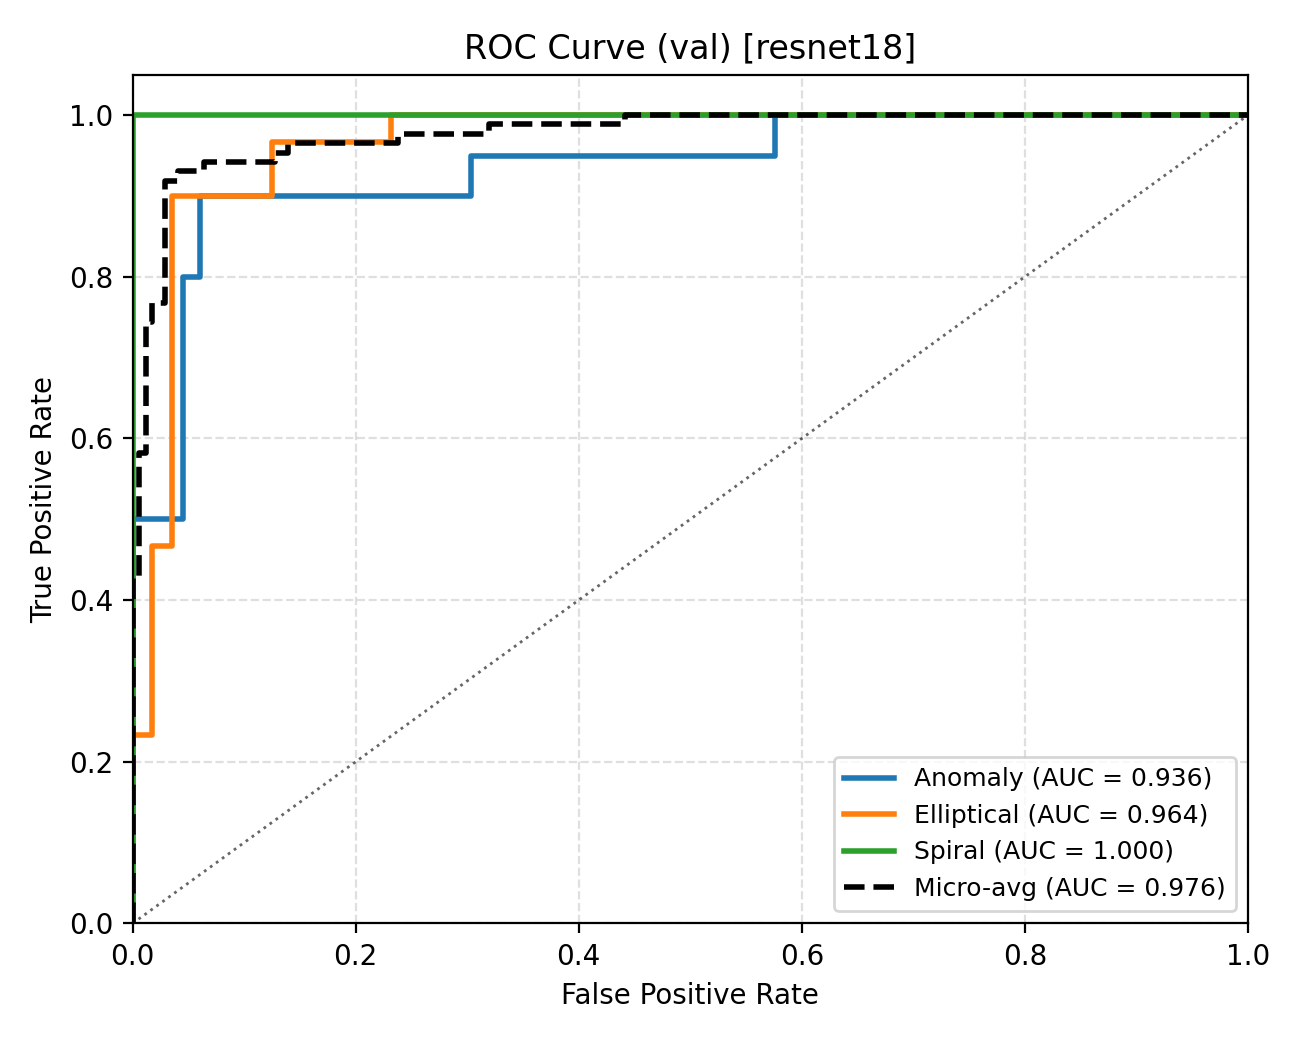 ROC Curve (val) [resnet18]
True Positive Rate
1.0
0.8
0.6
0.4
0.2
0.0
Anomaly (AUC = 0.936)
Elliptical (AUC = 0.964)
Spiral (AUC = 1.000)
Micro-avg (AUC = 0.976)
0.0 0.2 0.4 0.6 0.8 1.0
False Positive Rate